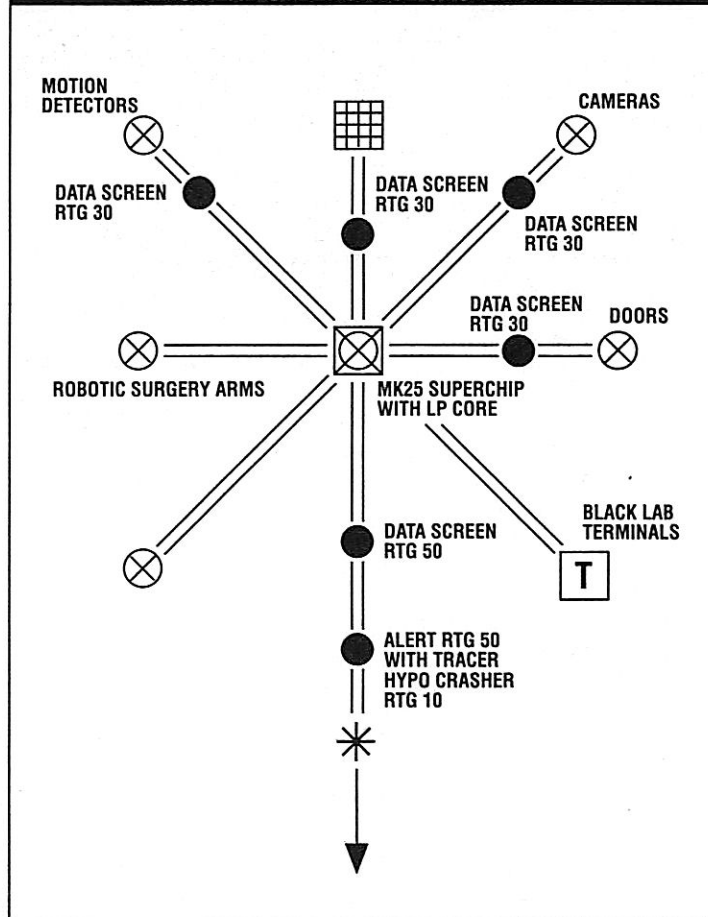 MOTION
DETECTORS
CAMERAS
DATA SCREEN
RTG 30
DATA SCREEN
RTG 30
DATA SCREEN
RTG 30
DATA SCREEN
RTG 30
DOORS
ROBOTIC SURGERY ARMS
MK25 SUPERCHIP
WITH LP CORE
DATA SCREEN
RTG 50
BLACK LAB
TERMINALS
T
ALERT RTG 50
WITH TRACER
HYPO CRASHER
RTG 10